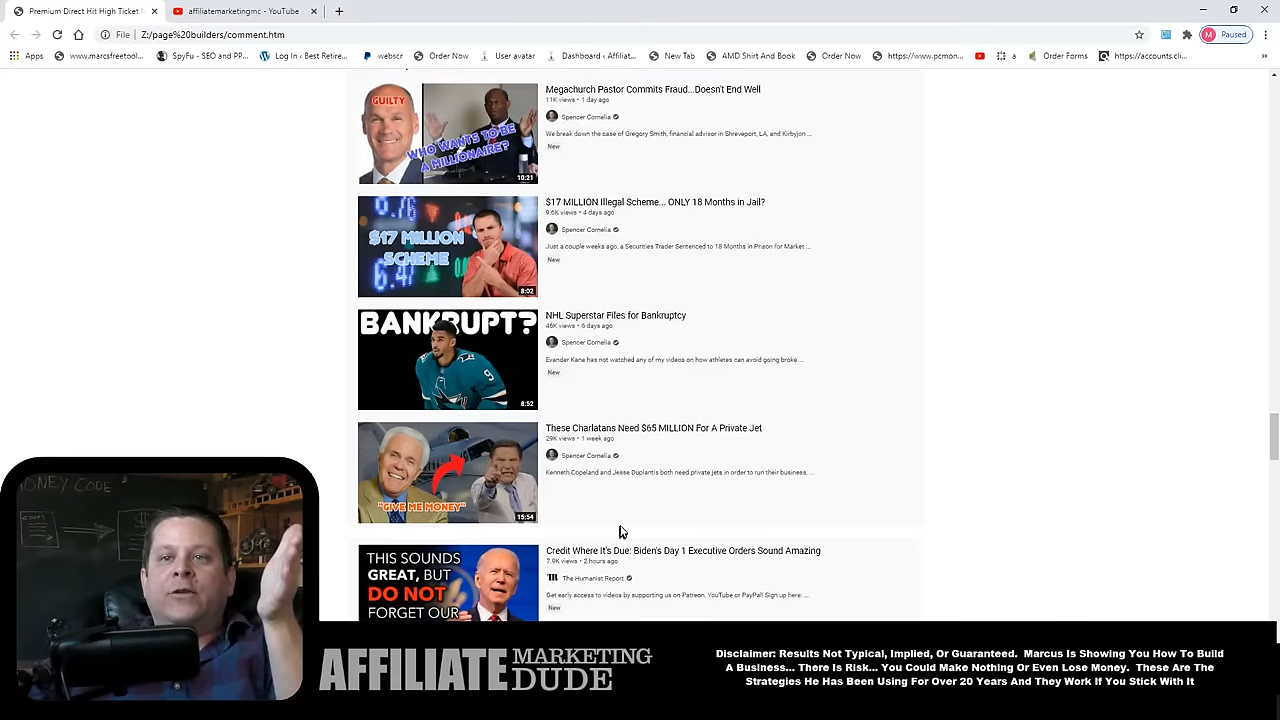 Premium Direct Hit High Ticket
affiliatemarketingmc - YouTube
File
Z:/page%20builders/comment.htm
M Paused
Apps
www.marcsfreetool...
SpyFu - SEO and PP...
Log In ‹ Best Retire...
webscr
Order Now
User avatar
Dashboard ‹ Affiliat...
New Tab
AMD Shirt And Book
Order Now
https://www.pcmon...
a
Order Forms
https://accounts.cli...
GUILTY
WHO WANTS TO BE
A MILLIONAIRE?
10:21
Megachurch Pastor Commits Fraud...Doesn't End Well
11K views • 1 day ago
Spencer Cornelia
We break down the case of Gregory Smith, financial advisor in Shreveport, LA, and Kirbyjon ...
New
$17 MILLION
SCHEME
8:02
$17 MILLION Illegal Scheme... ONLY 18 Months in Jail?
9.6K views • 4 days ago
Spencer Cornelia
Just a couple weeks ago, a Securities Trader Sentenced to 18 Months in Prison for Market ...
New
BANKRUPT?
9
8:52
NHL Superstar Files for Bankruptcy
46K views • 6 days ago
Spencer Cornelia
Evander Kane has not watched any of my videos on how athletes can avoid going broke ...
New
"GIVE ME MONEY"
15:54
These Charlatans Need $65 MILLION For A Private Jet
29K views • 1 week ago
Spencer Cornelia
Kenneth Copeland and Jesse Duplantis both need private jets in order to run their business, ...
THIS SOUNDS
GREAT, BUT
DO NOT
FORGET OUR
Credit Where It's Due: Biden's Day 1 Executive Orders Sound Amazing
7.9K views • 2 hours ago
TR The Humanist Report
Get early access to videos by supporting us on Patreon, YouTube or PayPal! Sign up here: ...
New
MONEY CODE
AFFILIATE MARKETING
DUDE
Disclaimer: Results Not Typical, Implied, Or Guaranteed. Marcus Is Showing You How To Build
A Business... There Is Risk... You Could Make Nothing Or Even Lose Money. These Are The
Strategies He Has Been Using For Over 20 Years And They Work If You Stick With It